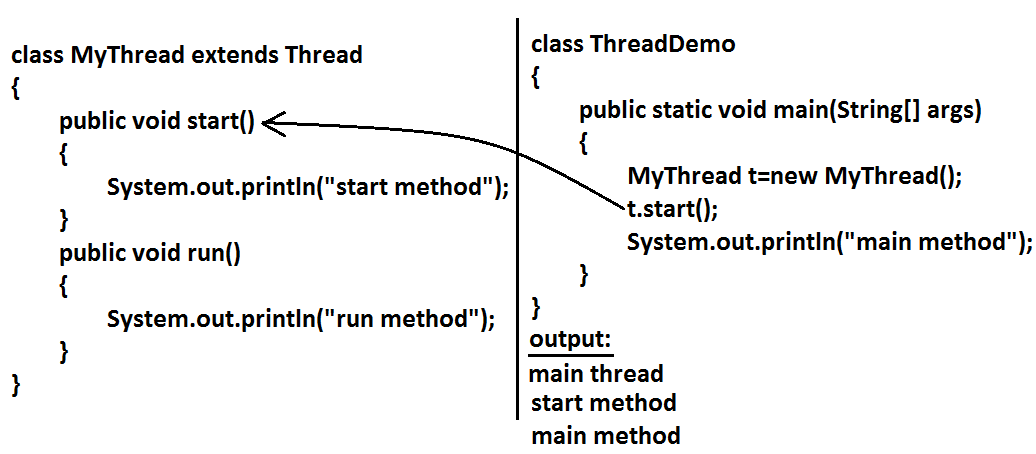 class MyThread extends Thread
{
public void start()
{
System.out.println("start method");
}
public void run()
{
System.out.println("run method");
}
}
class ThreadDemo
{
public static void main(String[] args)
{
MyThread t=new MyThread();
t.start();
System.out.println("main method");
}
}
output:
main thread
start method
main method